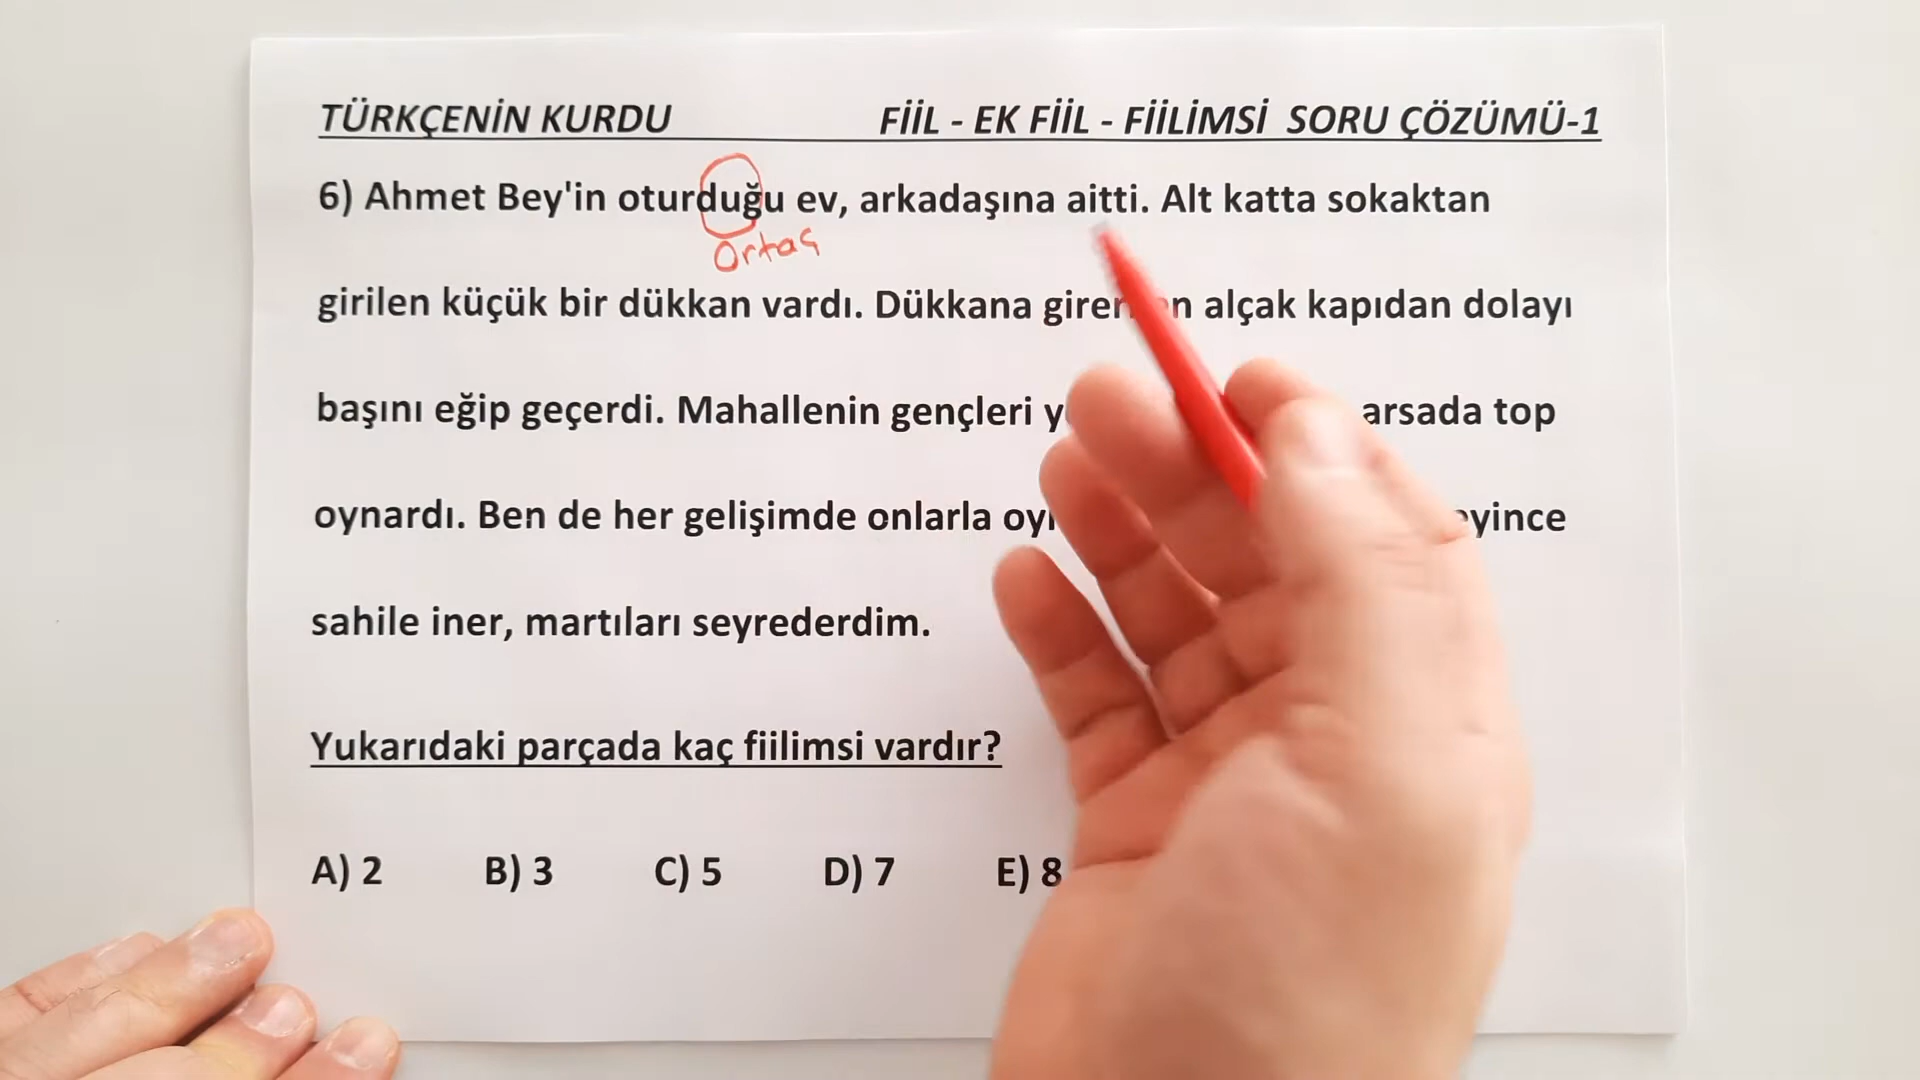 TÜRKÇENİN KURDU FİİL - EK FİİL - FİİLİMSİ SORU ÇÖZÜMÜ-1
6) Ahmet Bey'in oturduğu ev, arkadaşına aitti. Alt katta sokaktan
Ortaç
girilen küçük bir dükkan vardı. Dükkana alçak kapıdan dolayı
başını eğip geçerdi. Mahallenin gençleri arsada top
oynardı. Ben de her gelişimde onlarla
sahile iner, martıları seyrederdim.
Yukarıdaki parçada kaç fiilimsi vardır?
A) 2 B) 3 C) 5 D) 7 E) 8